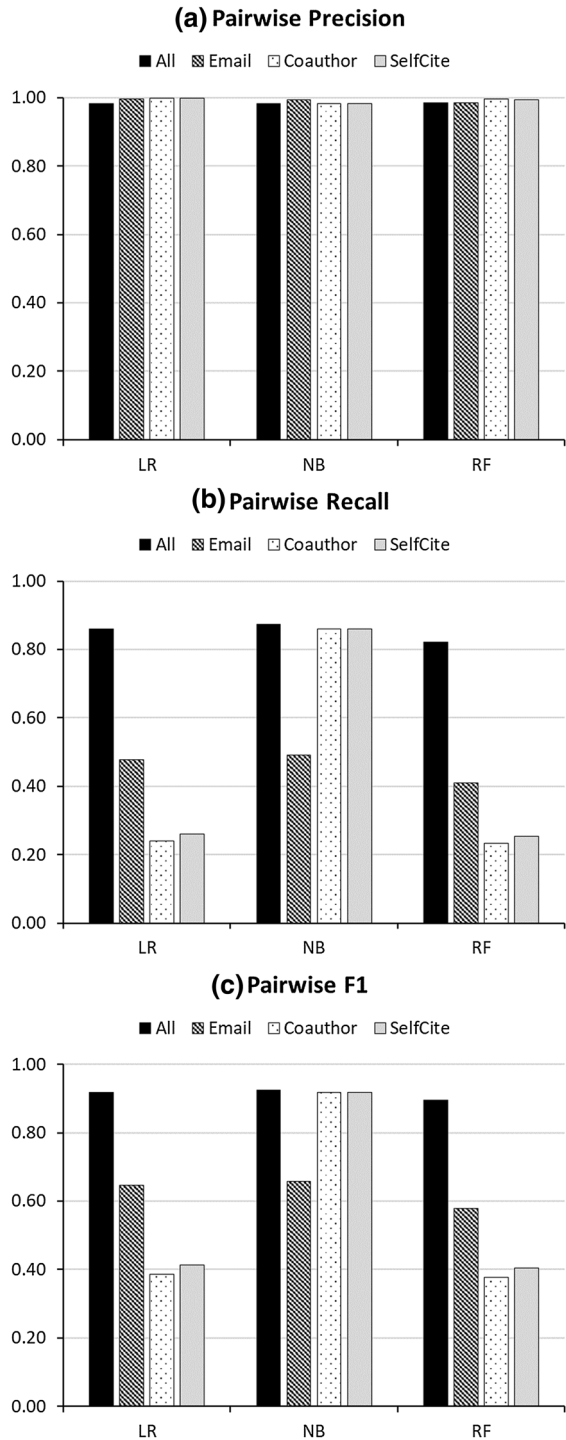 (a) Pairwise Precision
All Email Coauthor SelfCite
1.00
0.80
0.60
0.40
0.20
0.00
LR NB RF
(b) Pairwise Recall
All Email Coauthor SelfCite
1.00
0.80
0.60
0.40
0.20
0.00
LR NB RF
(c) Pairwise F1
All Email Coauthor SelfCite
1.00
0.80
0.60
0.40
0.20
0.00
LR NB RF